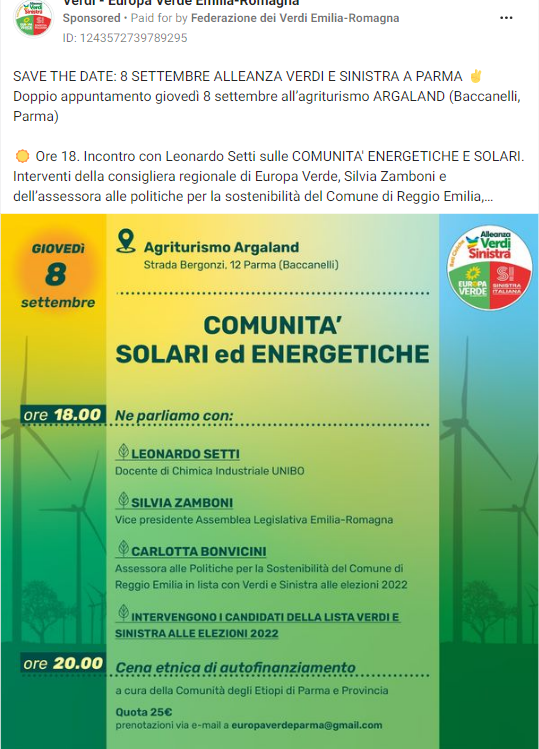 Verdi - Europa Verde Emilia-Romagna
Sponsored • Paid for by Federazione dei Verdi Emilia-Romagna
ID: 1243572739789295
SAVE THE DATE: 8 SETTEMBRE ALLEANZA VERDI E SINISTRA A PARMA ✌
Doppio appuntamento giovedì 8 settembre all'agriturismo ARGALAND (Baccanelli,
Parma)
🌞 Ore 18. Incontro con Leonardo Setti sulle COMUNITA' ENERGETICHE E SOLARI.
Interventi della consigliera regionale di Europa Verde, Silvia Zamboni e
dell'assessora alle politiche per la sostenibilità del Comune di Reggio Emilia,...
GIOVEDÌ
8
settembre
Agriturismo Argaland
Strada Bergonzi, 12 Parma (Baccanelli)
Alleanza
Verdi
Sinistra
EUROPA
VERDE
SI
SINISTRA
ITALIANA
COMUNITA'
SOLARI ed ENERGETICHE
ore 18.00
Ne parliamo con:
LEONARDO SETTI
Docente di Chimica Industriale UNIBO
SILVIA ZAMBONI
Vice presidente Assemblea Legislativa Emilia-Romagna
CARLOTTA BONVICINI
Assessora alle Politiche per la Sostenibilità del Comune di
Reggio Emilia in lista con Verdi e Sinistra alle elezioni 2022
INTERVENGONO I CANDIDATI DELLA LISTA VERDI E
SINISTRA ALLE ELEZIONI 2022
ore 20.00
Cena etnica di autofinanziamento
a cura della Comunità degli Etiopi di Parma e Provincia
Quota 25€
prenotazioni via e-mail a europaverdeparma@gmail.com